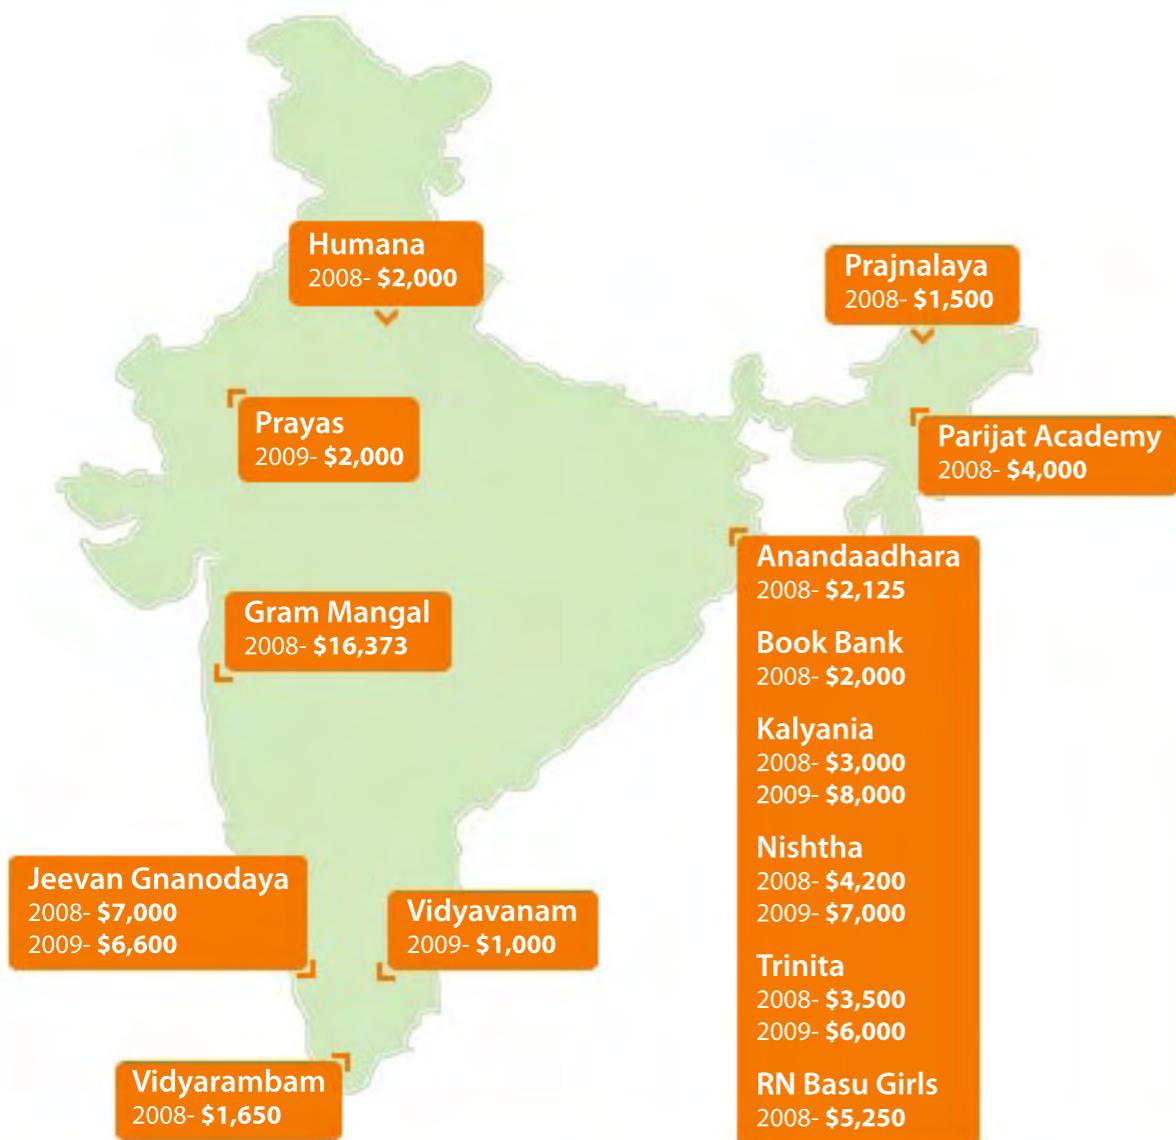 Humana
2008- $2,000
Prajnalaya
2008- $1,500
Prayas
2009- $2,000
Parijat Academy
2008- $4,000
Gram Mangal
2008- $16,373
Anandaadhara
2008- $2,125
Book Bank
2008- $2,000
Kalyania
2008- $3,000
2009- $8,000
Nishtha
2008- $4,200
2009- $7,000
Trinita
2008- $3,500
2009- $6,000
RN Basu Girls
2008- $5,250
Jeevan Gnanodaya
2008- $7,000
2009- $6,600
Vidyavanam
2009- $1,000
Vidyarambam
2008- $1,650